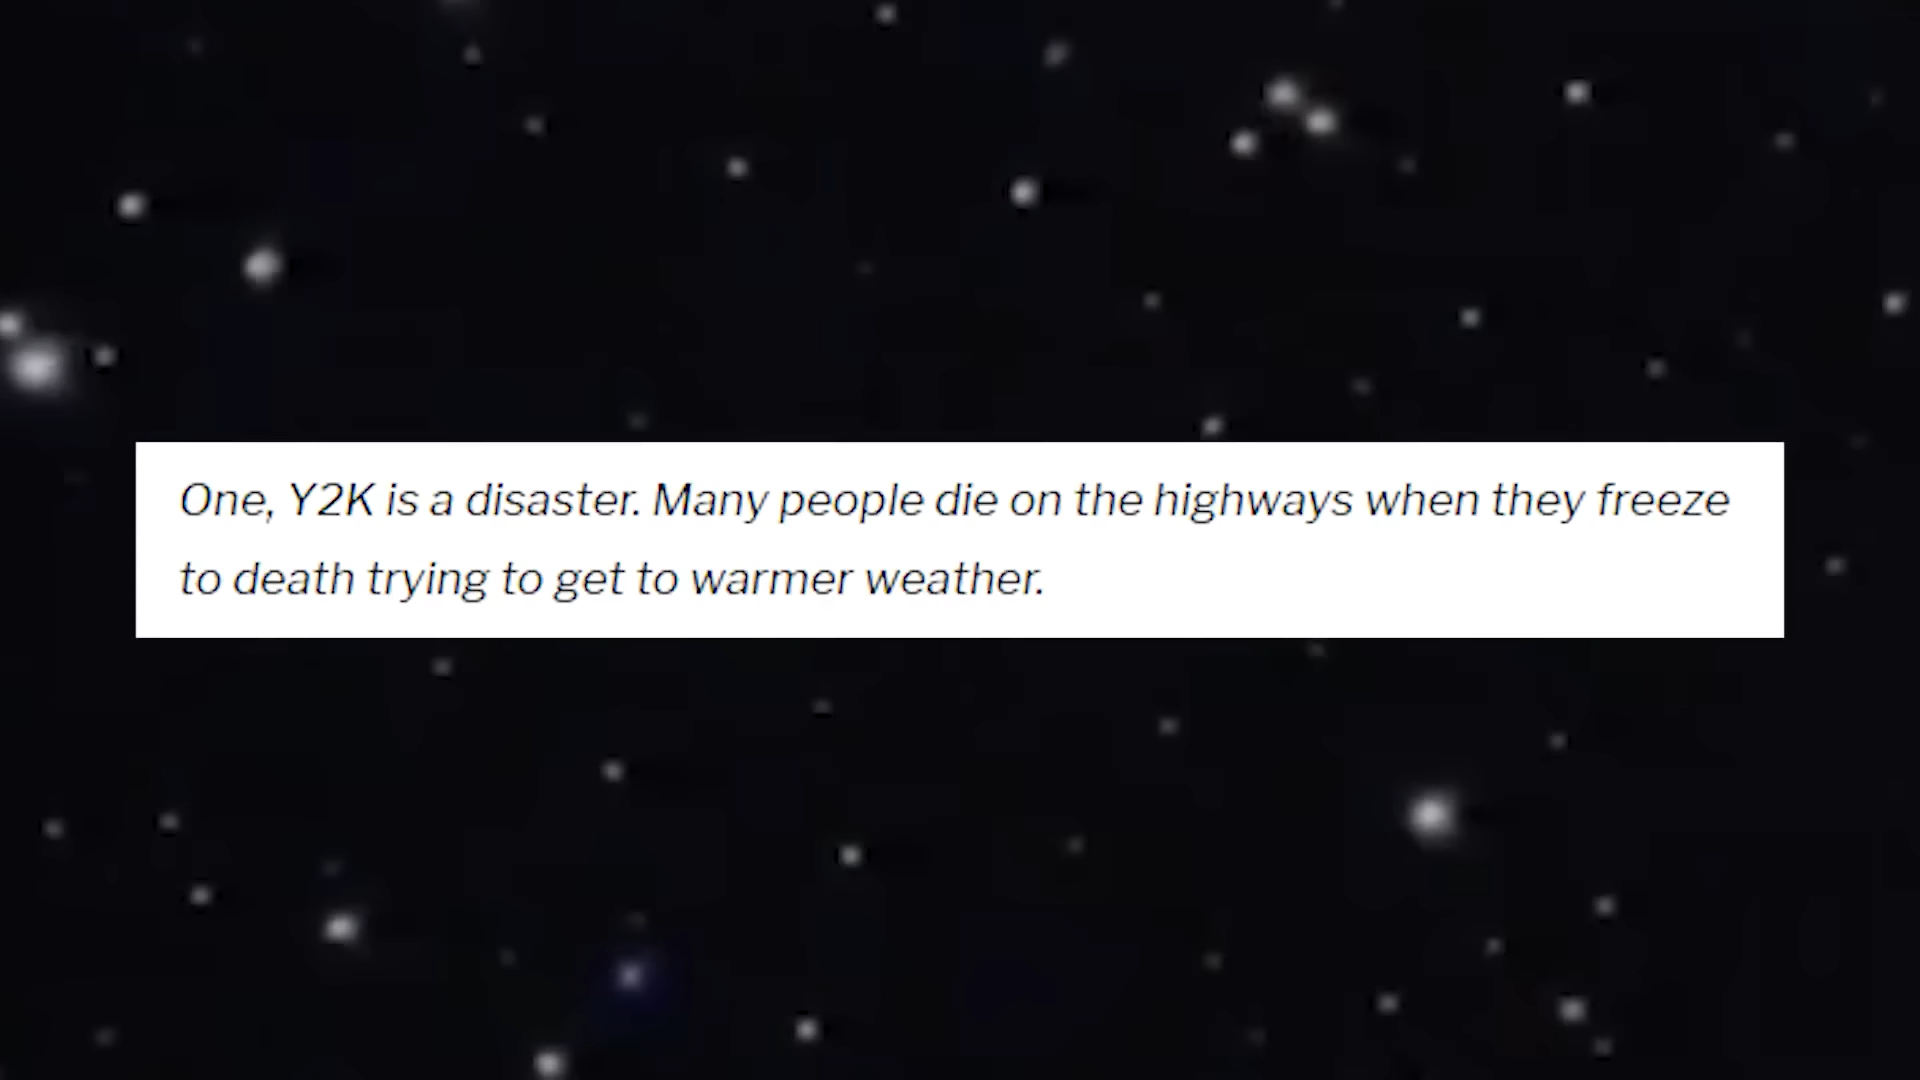 One, Y2K is a disaster. Many people die on the highways when they freeze
to death trying to get to warmer weather.